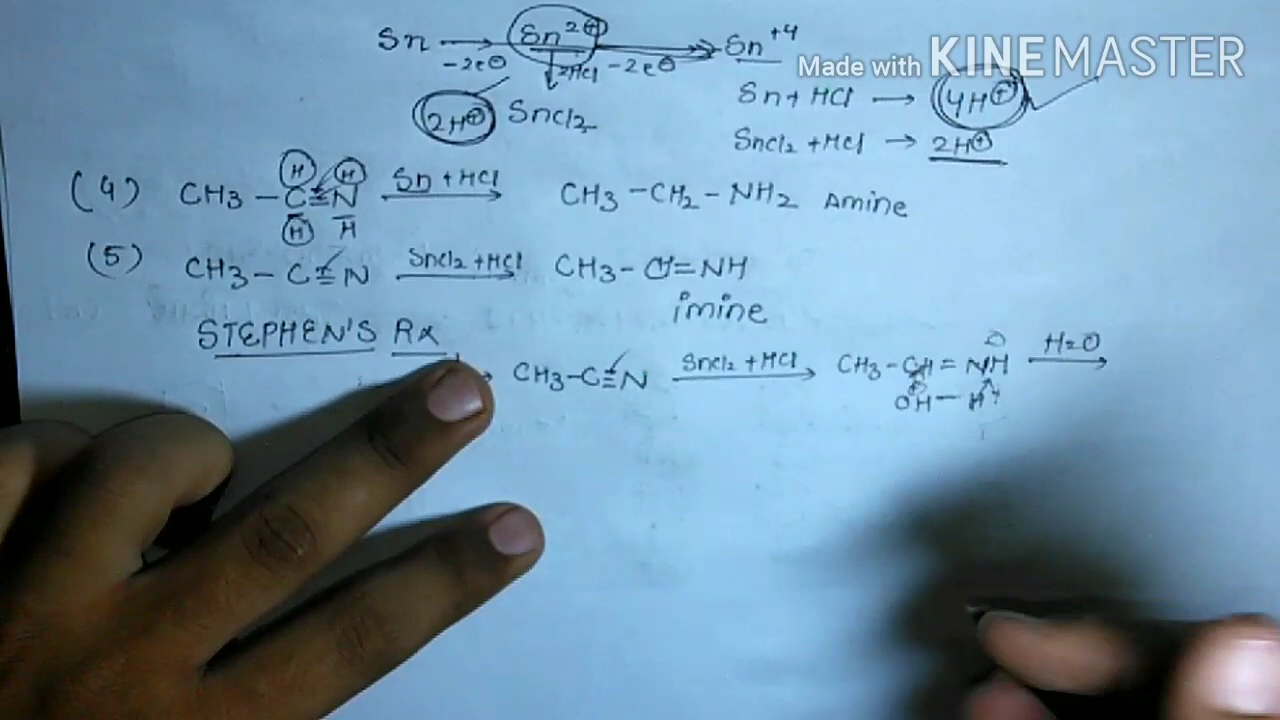 Sn → Sn²⊕ → Sn⁺⁴
-2e⊖ 2HCl -2e⊖
Made with KINEMASTER
2H⊕ SnCl2
Sn + HCl → 4H⊕
SnCl2 + HCl → 2H⊕
H H
(4) CH3 - C ≡ N Sn + HCl → CH3 - CH2 - NH2 Amine
H H
(5) CH3 - C ≡ N SnCl2 + HCl → CH3 - CH = NH
imine
STEPHEN'S Rx
→ CH3 - C ≡ N SnCl2 + HCl → CH3 - CH = NH H2O →
OH - H